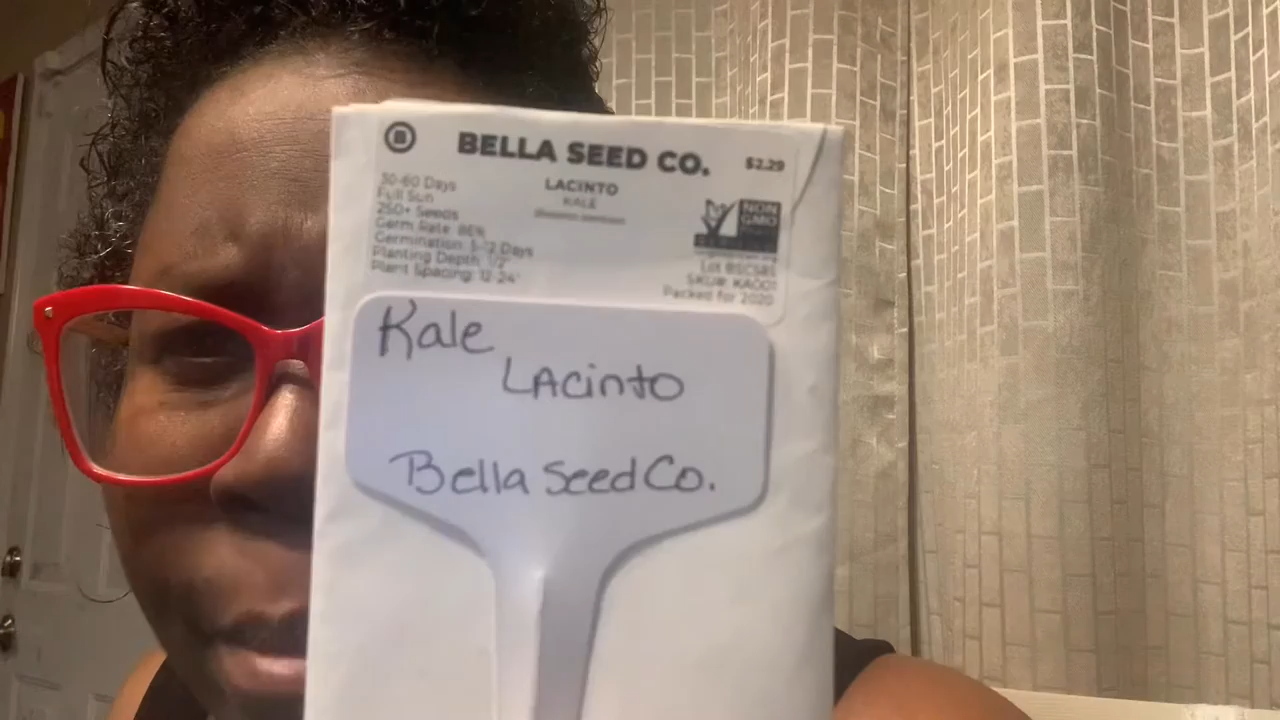 B
BELLA SEED CO.
$2.29
LACINTO
KALE
30-60 Days
Full Sun
250+ Seeds
Germ Rate: 86%
Germination: 5-12 Days
Planting Depth: 1/2"
Plant Spacing: 12-24"
NON
GMO
SKU#: KA001
Packed for 2020
Kale
LAcinto
Bella Seed Co.